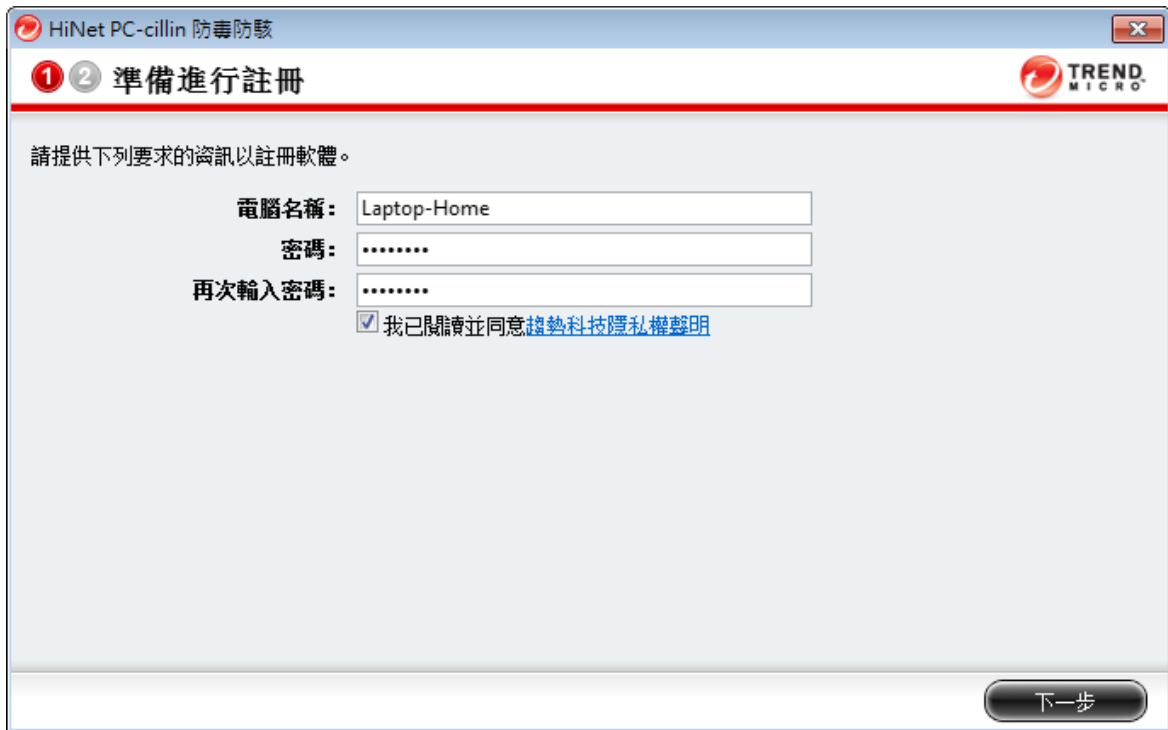 HiNet PC-cillin 防毒防駭
1 2 準備進行註冊
TREND
MICRO
請提供下列要求的資訊以註冊軟體。
電腦名稱： Laptop-Home
密碼： ••••••••
再次輸入密碼： ••••••••
我已閱讀並同意趨勢科技隱私權聲明
下一步